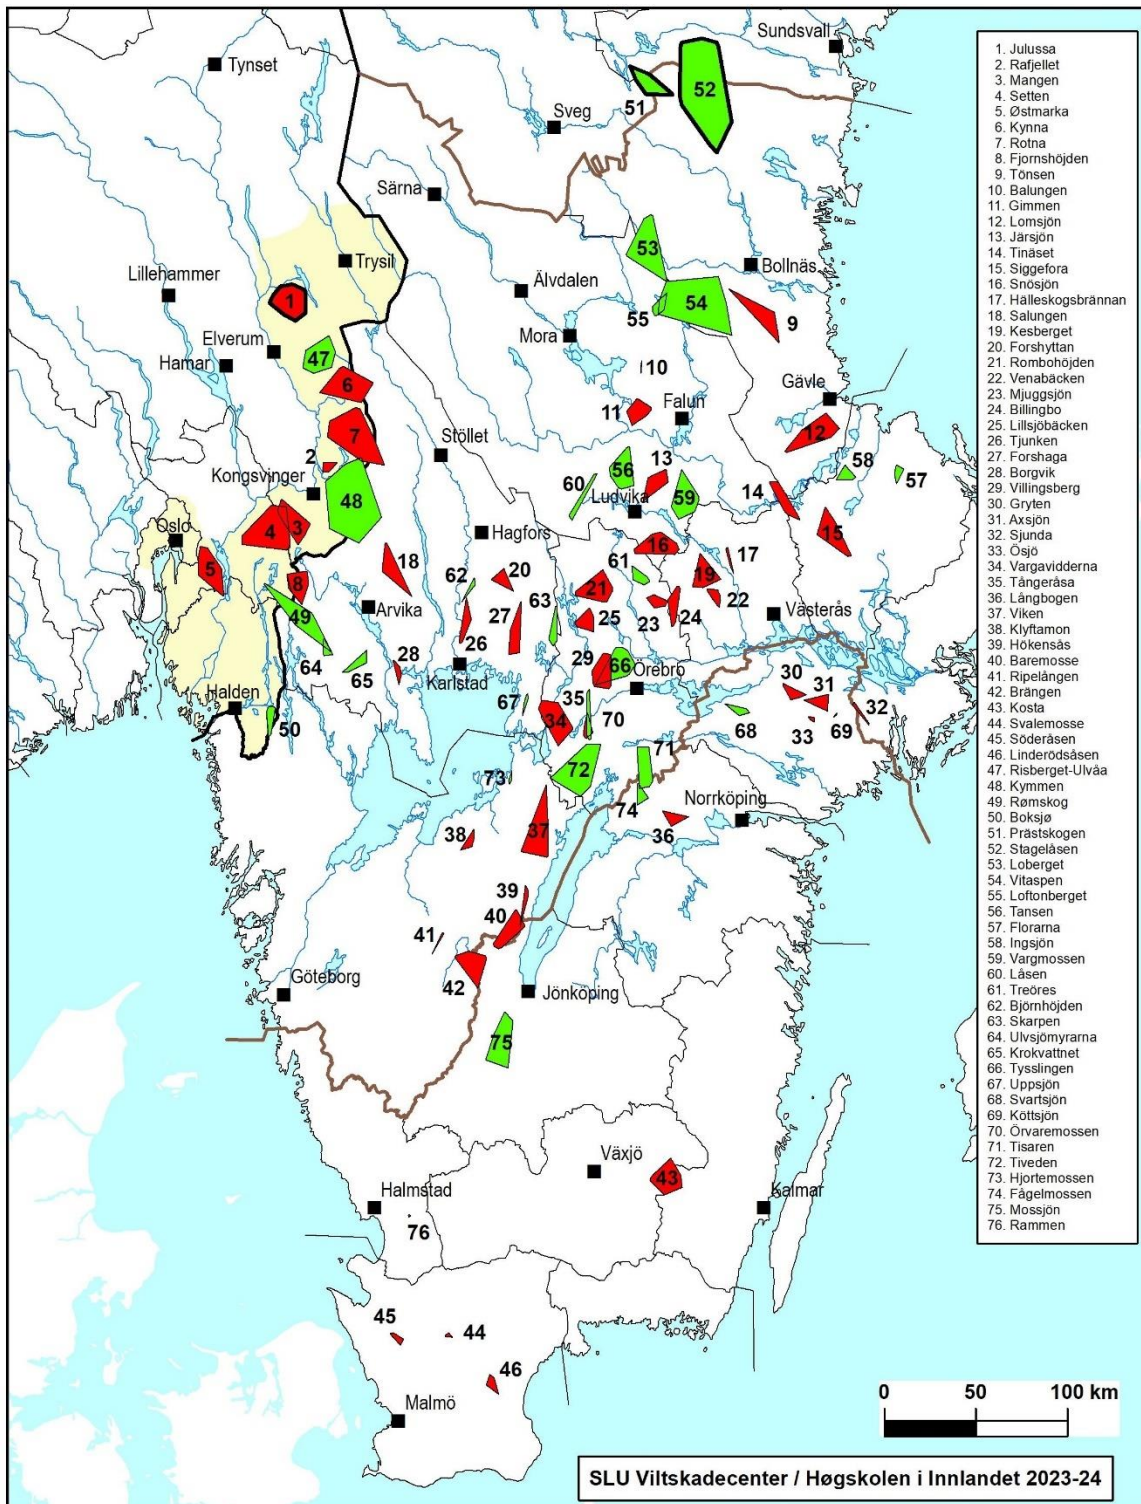 Sundsvall
Tynset
52
51
Sveg
Särna
53
Trysil
Bollnäs
Lillehammer
Älvdalen
1
54
55
9
Elverum
Mora
47
Hamar
10
6
Gävle
11
Falun
7
12
Stöllet
2
13
58
57
56
Kongsvinger
60
59
48
14
Ludvika
Oslo
4
3
Hagfors
15
16
17
5
18
61
20
19
8
62
21
22
Arvika
27
63
Västerås
49
25
23
24
26
28
29
64
65
66
30
Karlstad
Örebro
31
35
67
32
Halden
34
70
50
68
33
69
71
72
73
74
Norrköping
36
38
37
39
40
41
42
Göteborg
Jönköping
75
Växjö
43
Halmstad
Kalmar
76
45
44
46
Malmö
1. Julussa
2. Rafjellet
3. Mangen
4. Setten
5. Østmarka
6. Kynna
7. Rotna
8. Fjornshöjden
9. Tönsen
10. Balungen
11. Gimmen
12. Lomsjön
13. Järsjön
14. Tinäset
15. Siggefora
16. Snösjön
17. Hälleskogsbrännan
18. Salungen
19. Kesberget
20. Forshyttan
21. Rombohöjden
22. Venabäcken
23. Mjuggsjön
24. Billingbo
25. Lillsjöbäcken
26. Tjunken
27. Forshaga
28. Borgvik
29. Villingsberg
30. Gryten
31. Axsjön
32. Sjunda
33. Ösjö
34. Vargavidderna
35. Tångeråsa
36. Långbogen
37. Viken
38. Klyftamon
39. Hökensås
40. Baremosse
41. Ripelången
42. Brängen
43. Kosta
44. Svalemosse
45. Söderåsen
46. Linderödsåsen
47. Risberget-Ulvåa
48. Kymmen
49. Rømskog
50. Boksjø
51. Prästskogen
52. Stagelåsen
53. Loberget
54. Vitaspen
55. Loftonberget
56. Tansen
57. Florarna
58. Ingsjön
59. Vargmossen
60. Låsen
61. Treöres
62. Björnhöjden
63. Skarpen
64. Ulvsjömyrarna
65. Krokvattnet
66. Tysslingen
67. Uppsjön
68. Svartsjön
69. Köttsjön
70. Örvaremossen
71. Tisaren
72. Tiveden
73. Hjortemossen
74. Fågelmossen
75. Mossjön
76. Rammen
0 50 100 km
SLU Viltskadecenter / Høgskolen i Innlandet 2023-24